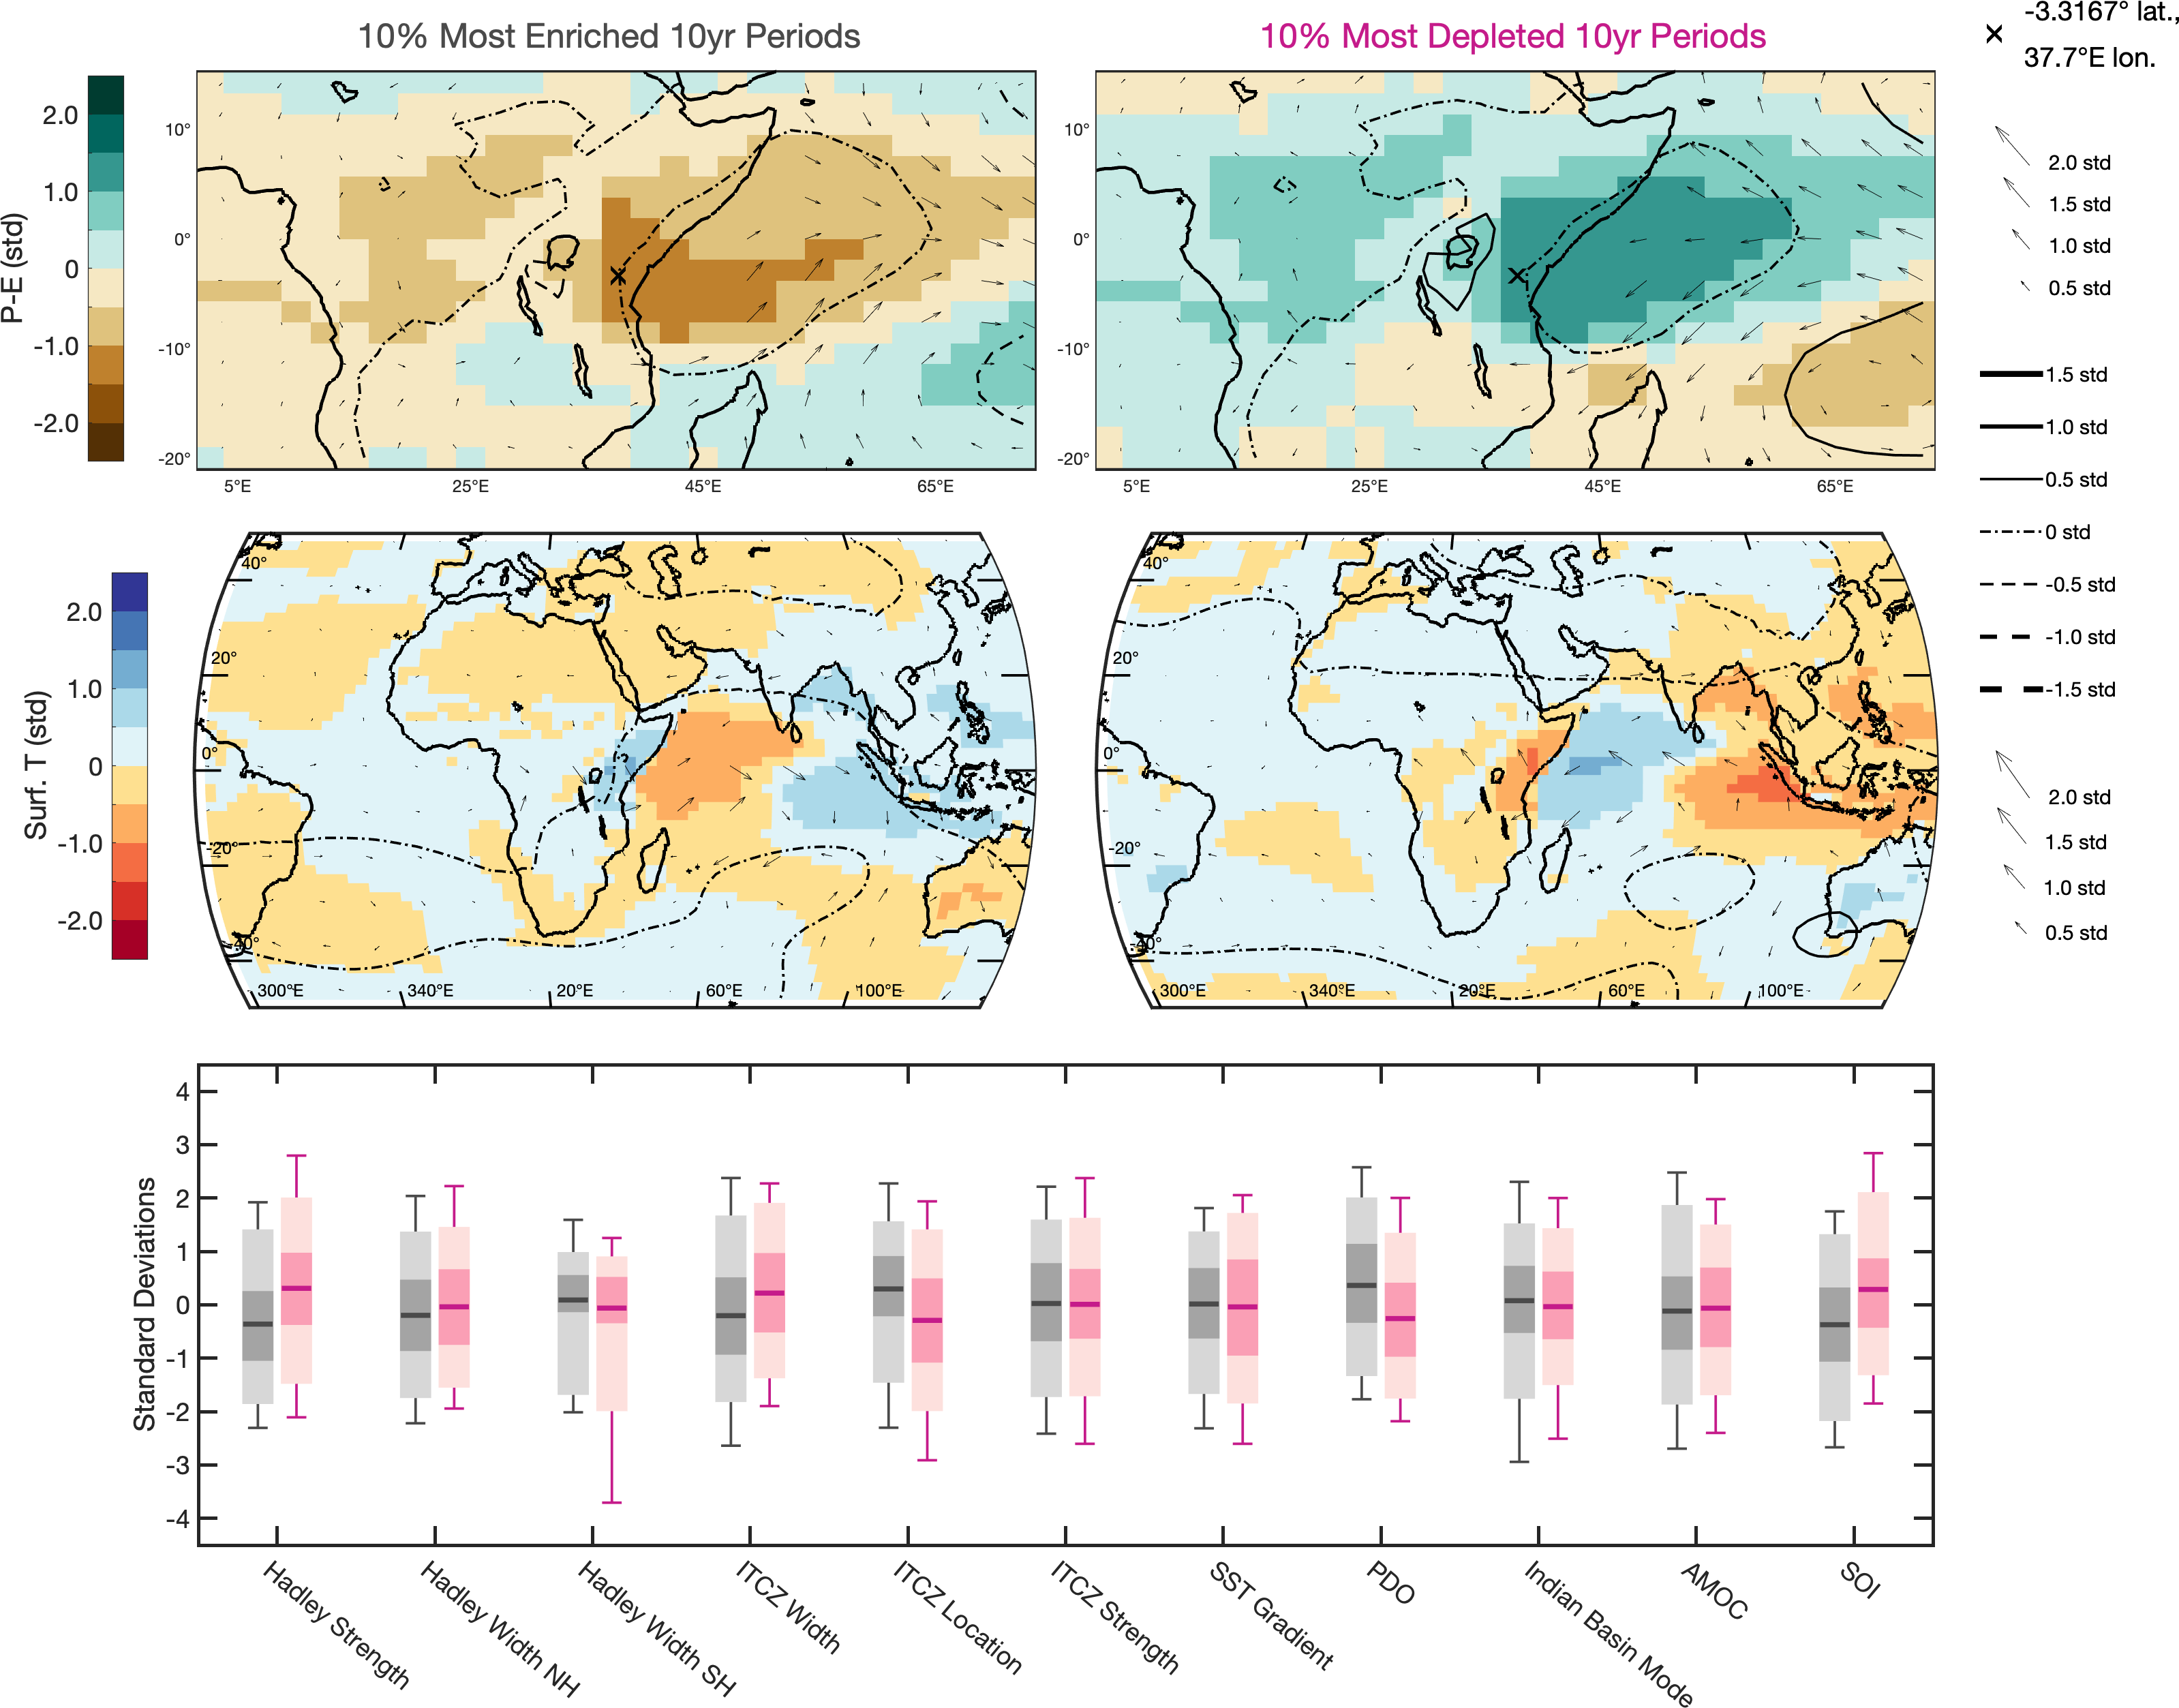 10% Most Enriched 10yr Periods
10% Most Depleted 10yr Periods
-3.3167° lat.,
37.7°E lon.
P-E (std)
2.0
1.0
0
-1.0
-2.0
10°
0°
-10°
-20°
5°E
25°E
45°E
65°E
10°
0°
-10°
-20°
5°E
25°E
45°E
65°E
2.0 std
1.5 std
1.0 std
0.5 std
1.5 std
1.0 std
0.5 std
0 std
-0.5 std
-1.0 std
-1.5 std
Surf. T (std)
2.0
1.0
0
-1.0
-2.0
40°
20°
0°
-20°
-40°
300°E
340°E
20°E
60°E
100°E
40°
20°
0°
-20°
-40°
300°E
340°E
20°E
60°E
100°E
2.0 std
1.5 std
1.0 std
0.5 std
Standard Deviations
4
3
2
1
0
-1
-2
-3
-4
Hadley Strength
Hadley Width NH
Hadley Width SH
ITCZ Width
ITCZ Location
ITCZ Strength
SST Gradient
PDO
Indian Basin Mode
AMOC
SOI